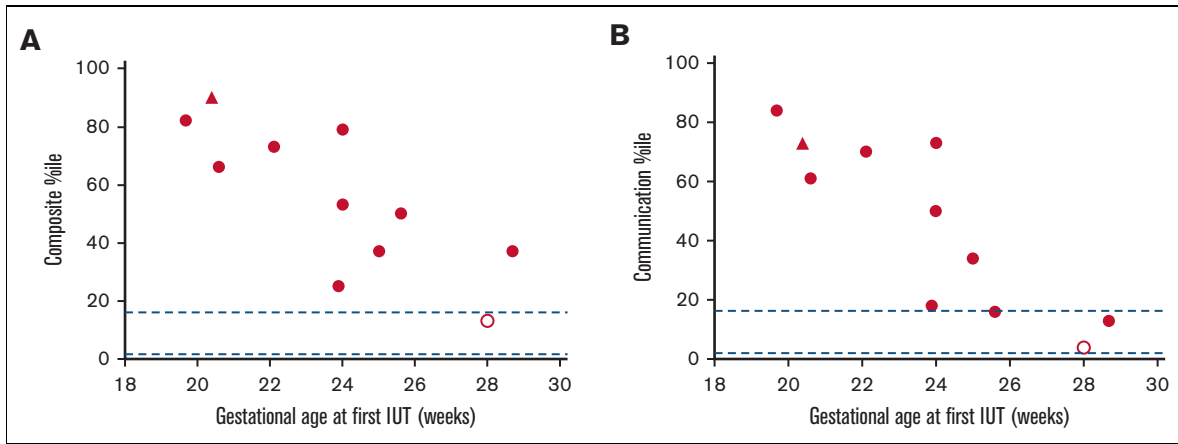 A
Composite %ile
100
80
60
40
20
0
18 20 22 24 26 28 30
Gestational age at first IUT (weeks)
B
Communication %ile
100
80
60
40
20
0
18 20 22 24 26 28 30
Gestational age at first IUT (weeks)